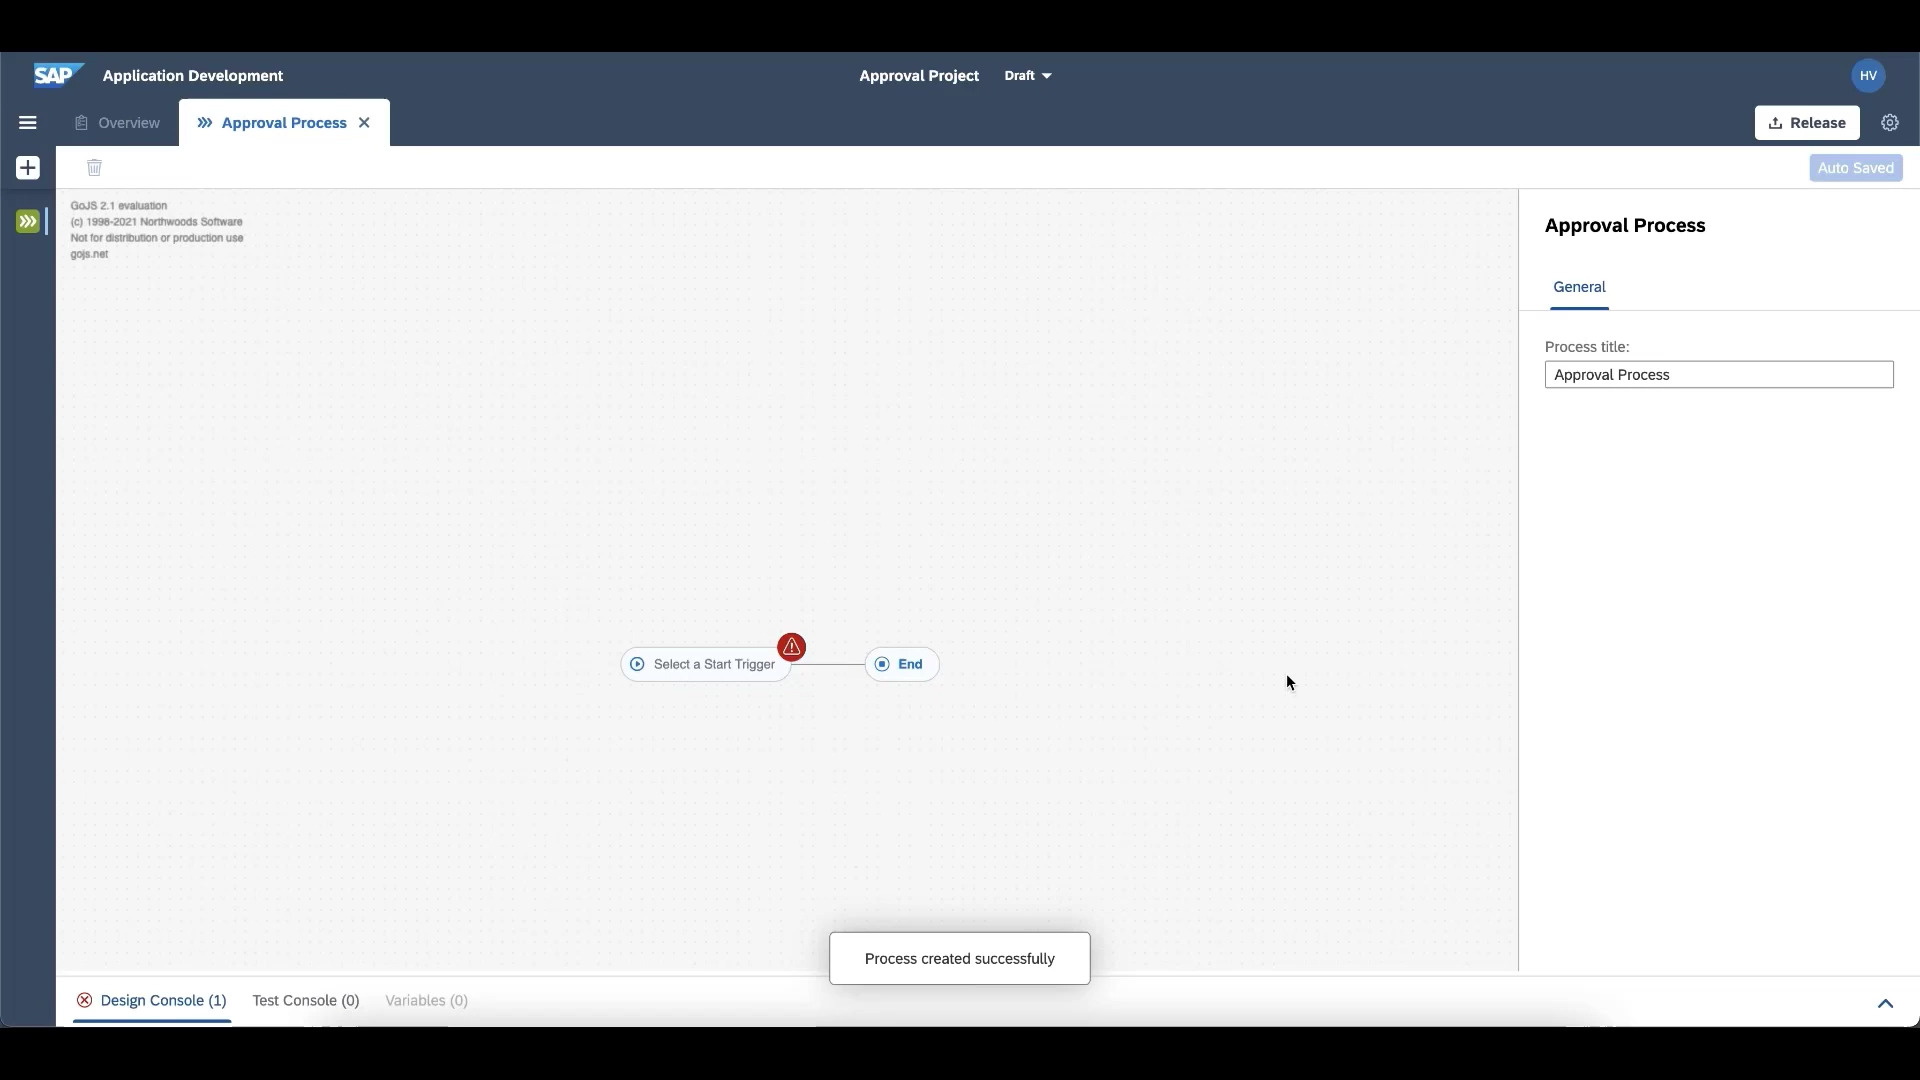 SAP Application Development
Approval Project Draft
HV
Overview
Approval Process
Release
Auto Saved
GoJS 2.1 evaluation
(c) 1998-2021 Northwoods Software
Not for distribution or production use
gojs.net
Approval Process
General
Process title:
Approval Process
Select a Start Trigger
End
Process created successfully
Design Console (1) Test Console (0) Variables (0)